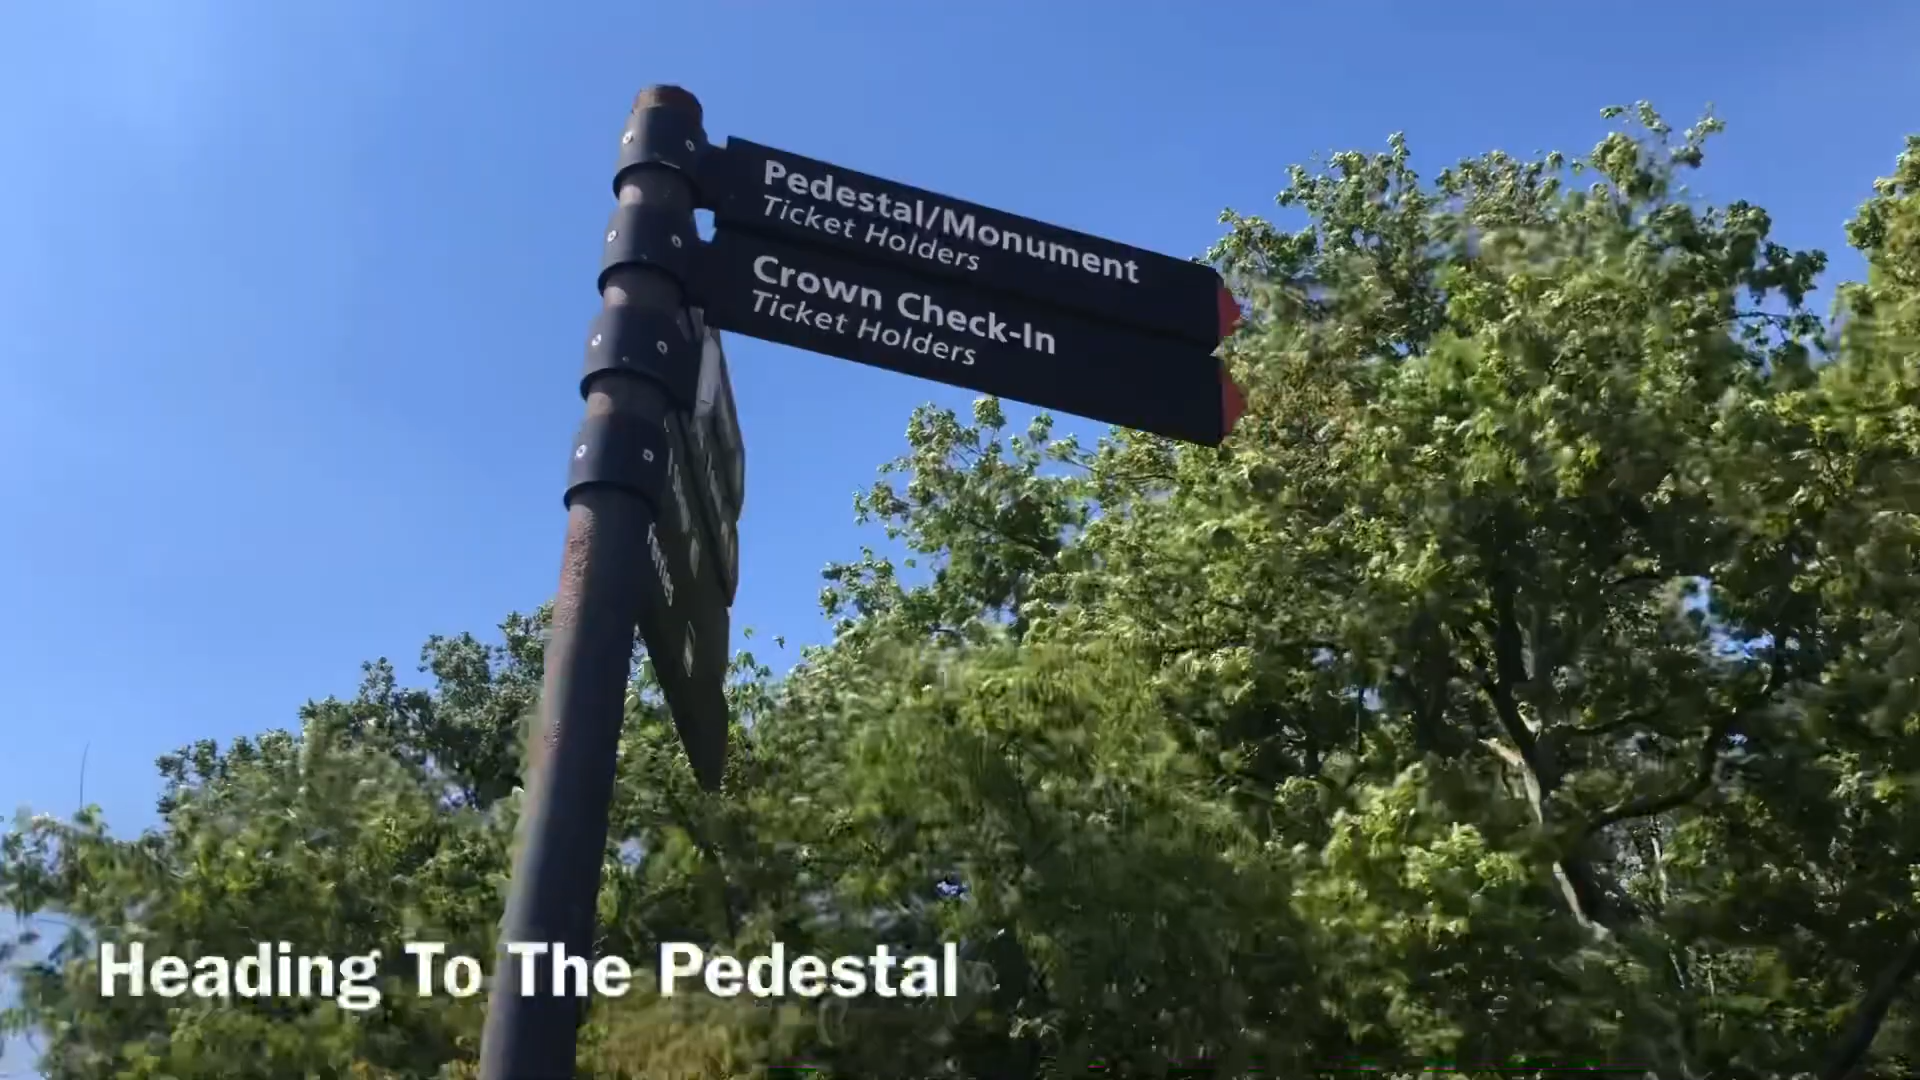 Pedestal/Monument
Ticket Holders
Crown Check-In
Ticket Holders
Heading To The Pedestal